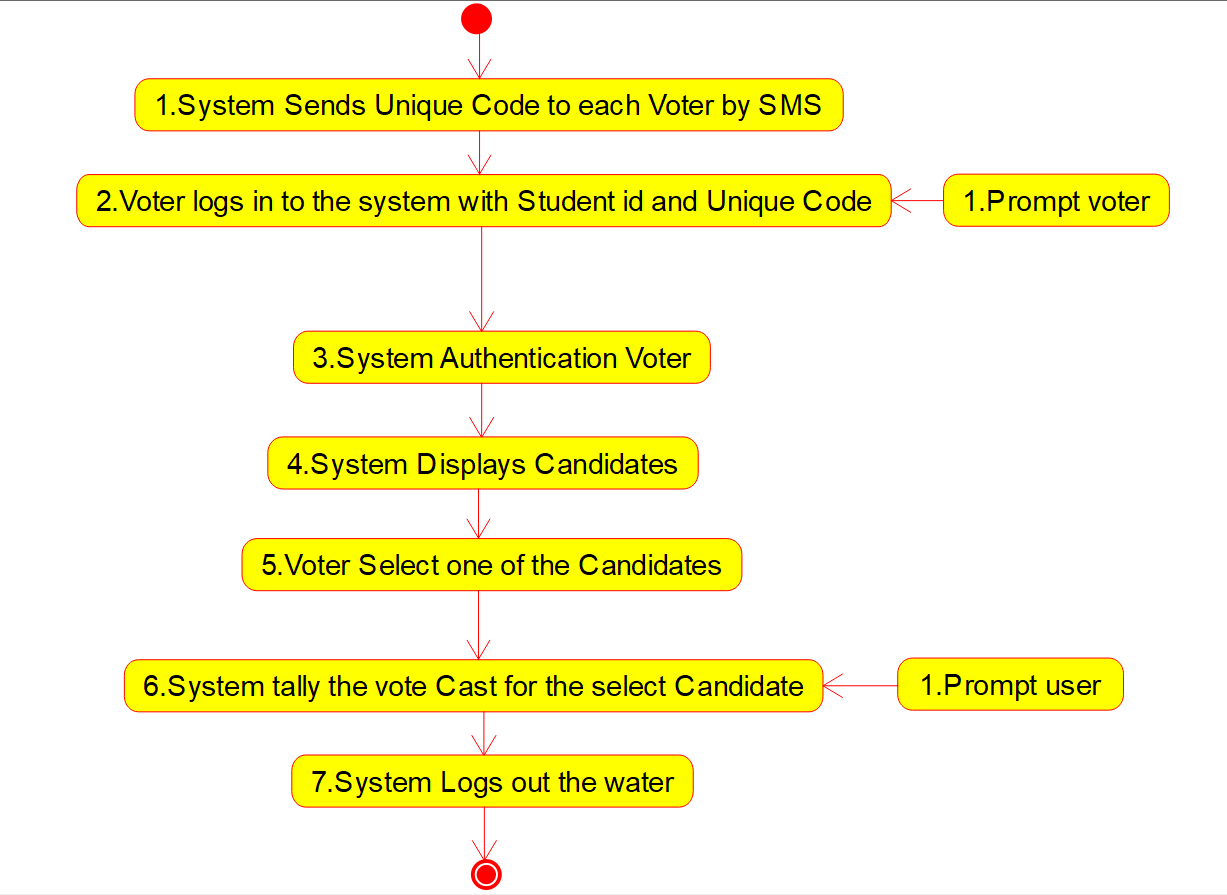 1.System Sends Unique Code to each Voter by SMS
2.Voter logs in to the system with Student id and Unique Code
1.Prompt voter
3.System Authentication Voter
4.System Displays Candidates
5.Voter Select one of the Candidates
6.System tally the vote Cast for the select Candidate
1.Prompt user
7.System Logs out the water